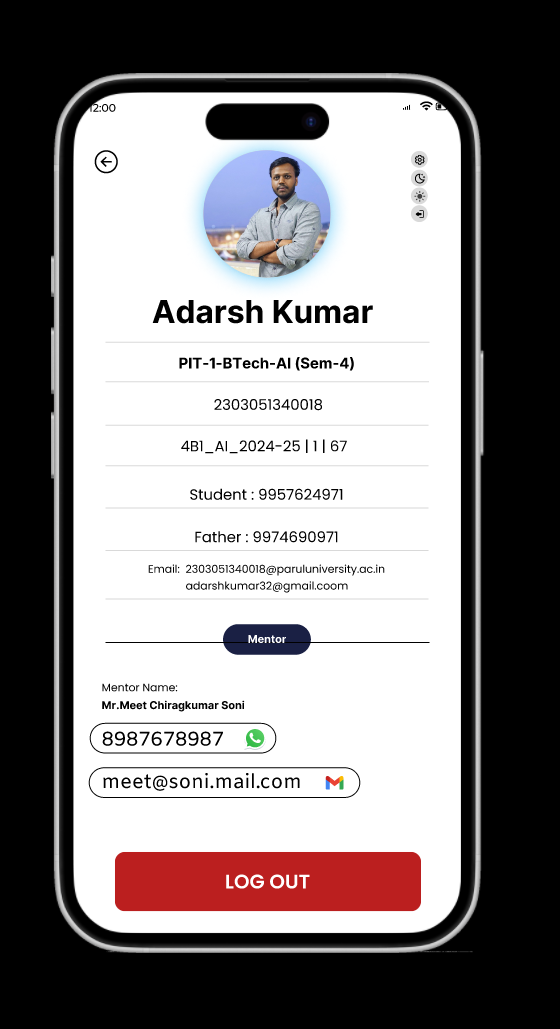 12:00
Adarsh Kumar
PIT-1-BTech-AI (Sem-4)
2303051340018
4B1_AI_2024-25 | 1 | 67
Student : 9957624971
Father : 9974690971
Email: 2303051340018@paruluniversity.ac.in
adarshkumar32@gmail.coom
Mentor
Mentor Name:
Mr.Meet Chiragkumar Soni
8987678987
meet@soni.mail.com
LOG OUT